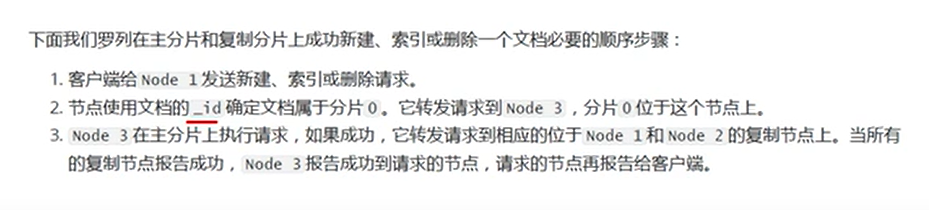 下面我们罗列在主分片和复制分片上成功新建、索引或删除一个文档必要的顺序步骤：
1. 客户端给 Node 1 发送新建、索引或删除请求。
2. 节点使用文档的 _id 确定文档属于分片 0 。它转发请求到 Node 3 ，分片 0 位于这个节点上。
3. Node 3 在主分片上执行请求，如果成功，它转发请求到相应的位于 Node 1 和 Node 2 的复制节点上。当所有
的复制节点报告成功， Node 3 报告成功到请求的节点，请求的节点再报告给客户端。